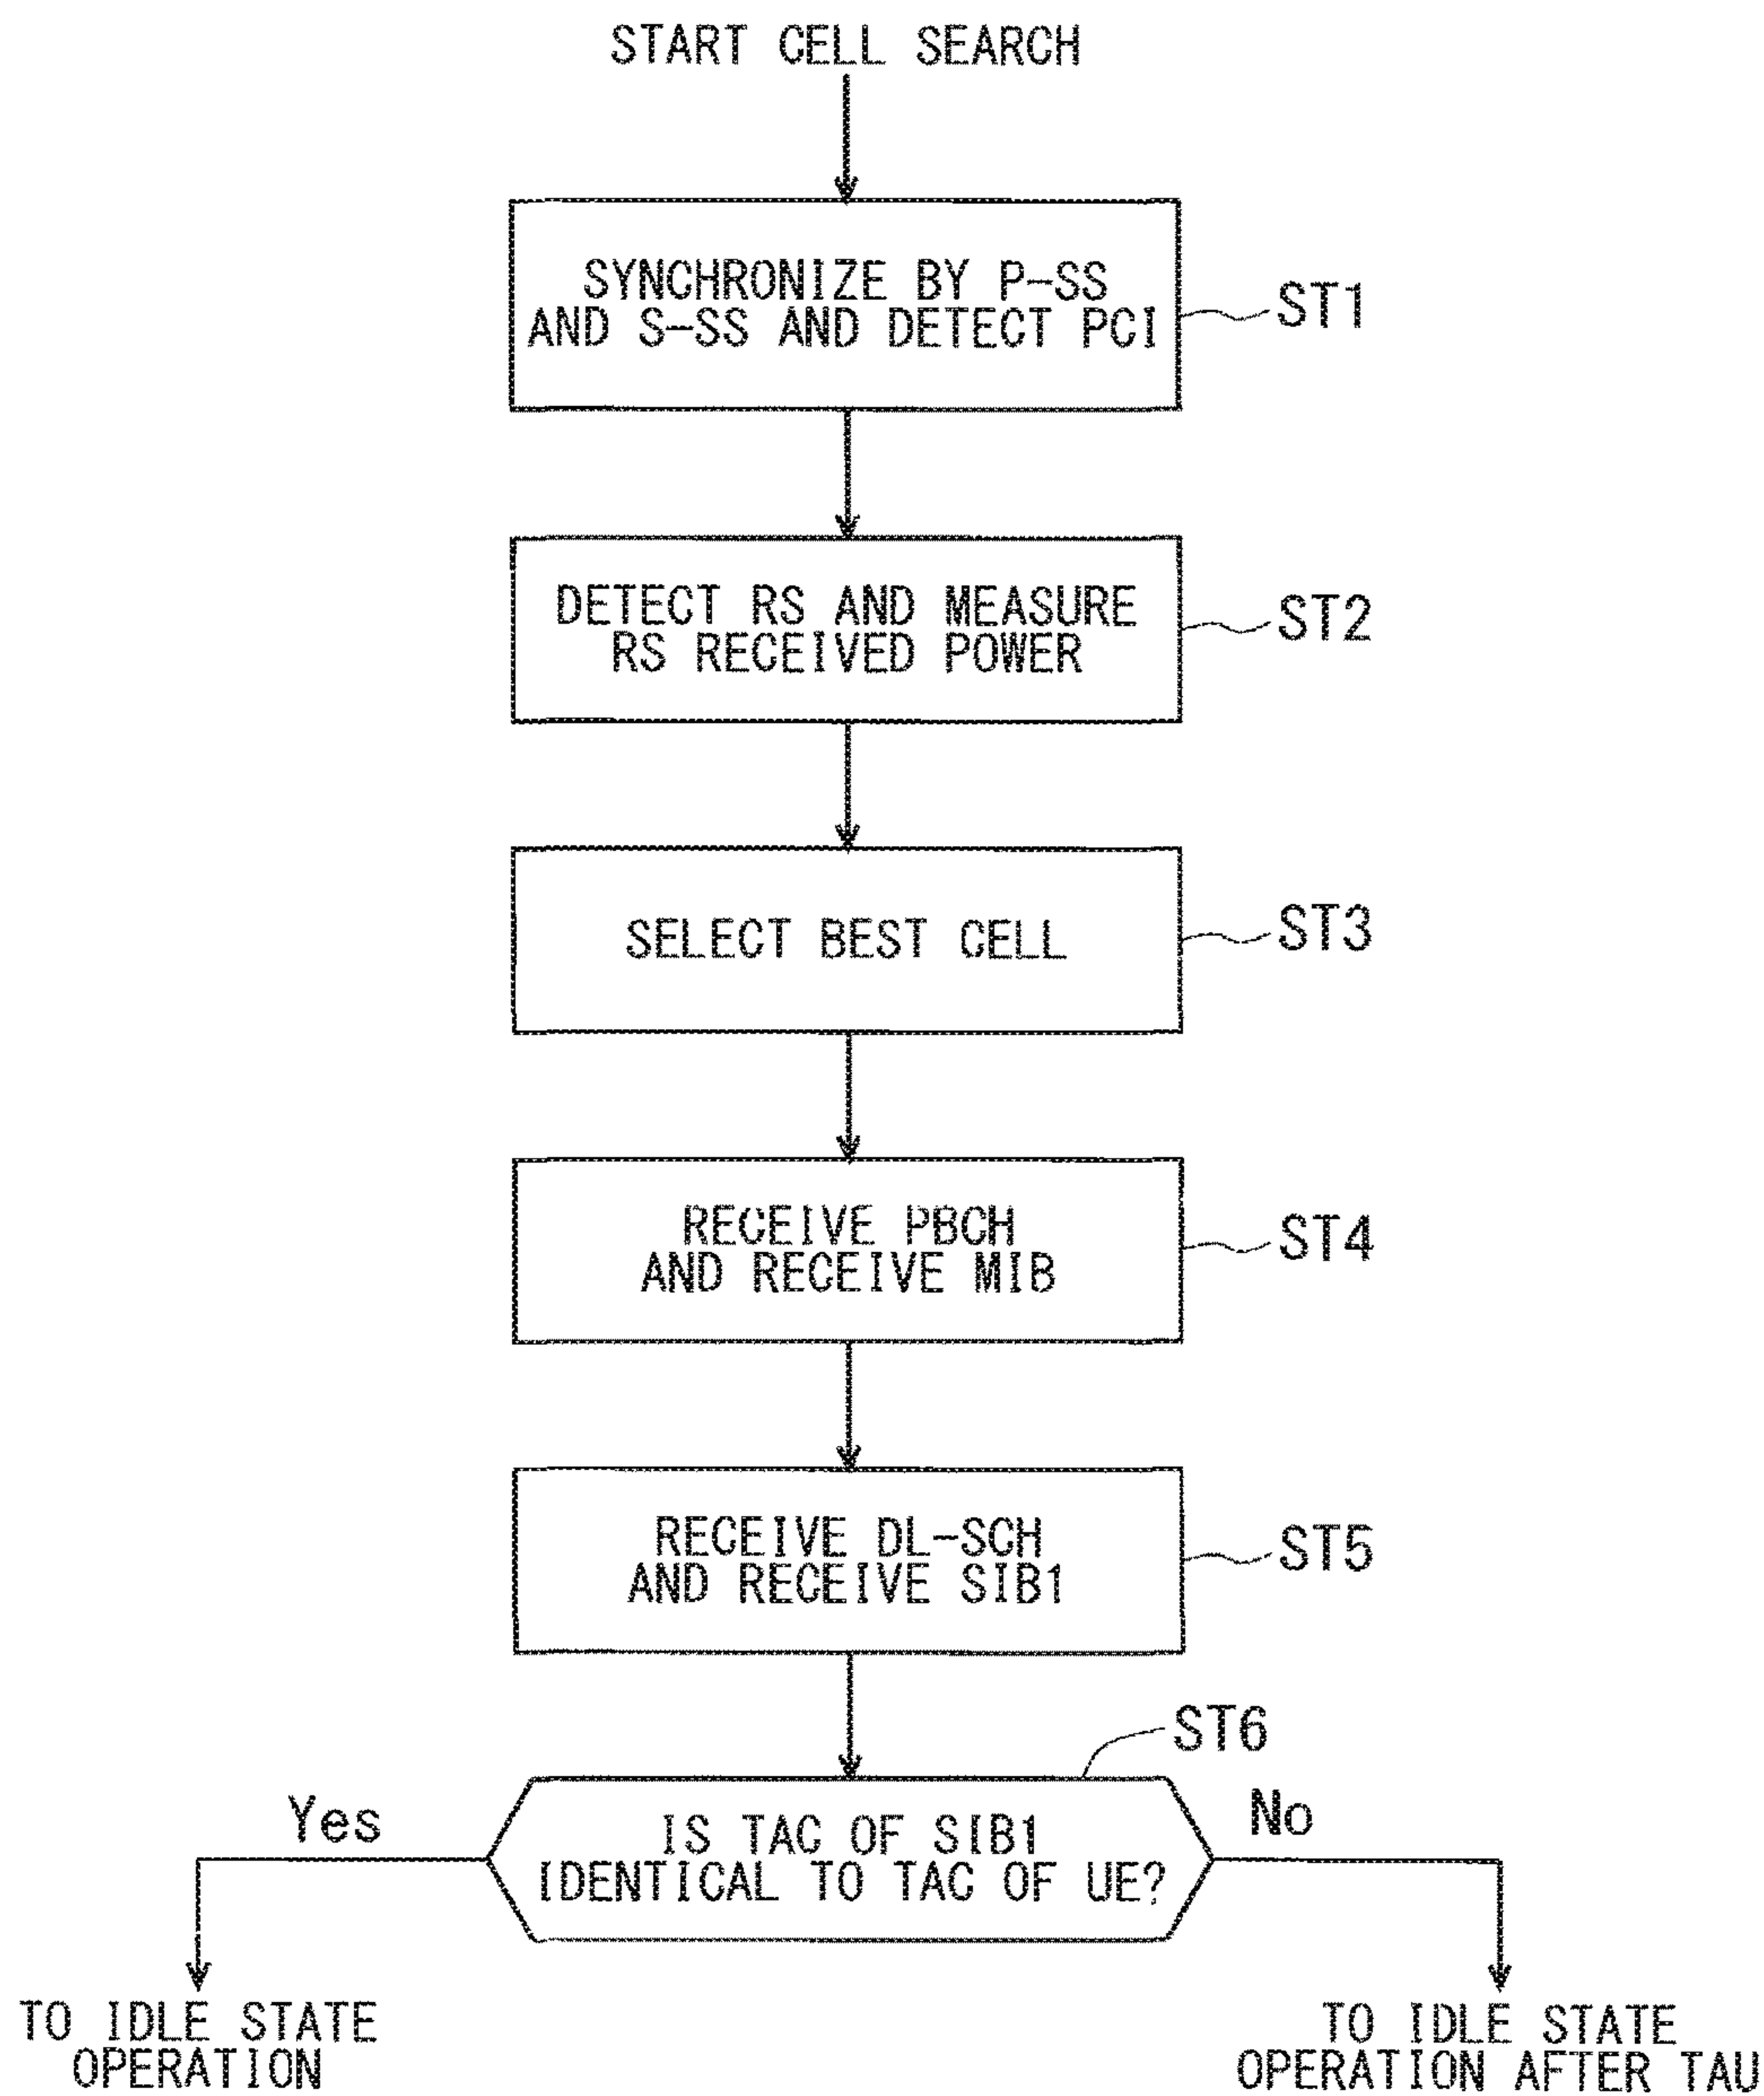 START CELL SEARCH
SYNCHRONIZE BY P-SS
AND S-SS AND DETECT PCI
ST1
DETECT RS AND MEASURE
RS RECEIVED POWER
ST2
SELECT BEST CELL
ST3
RECEIVE PBCH
AND RECEIVE MIB
ST4
RECEIVE DL-SCH
AND RECEIVE SIB1
ST5
ST6
Yes
IS TAC OF SIB1
IDENTICAL TO TAC OF UE?
No
TO IDLE STATE
OPERATION
TO IDLE STATE
OPERATION AFTER TAU